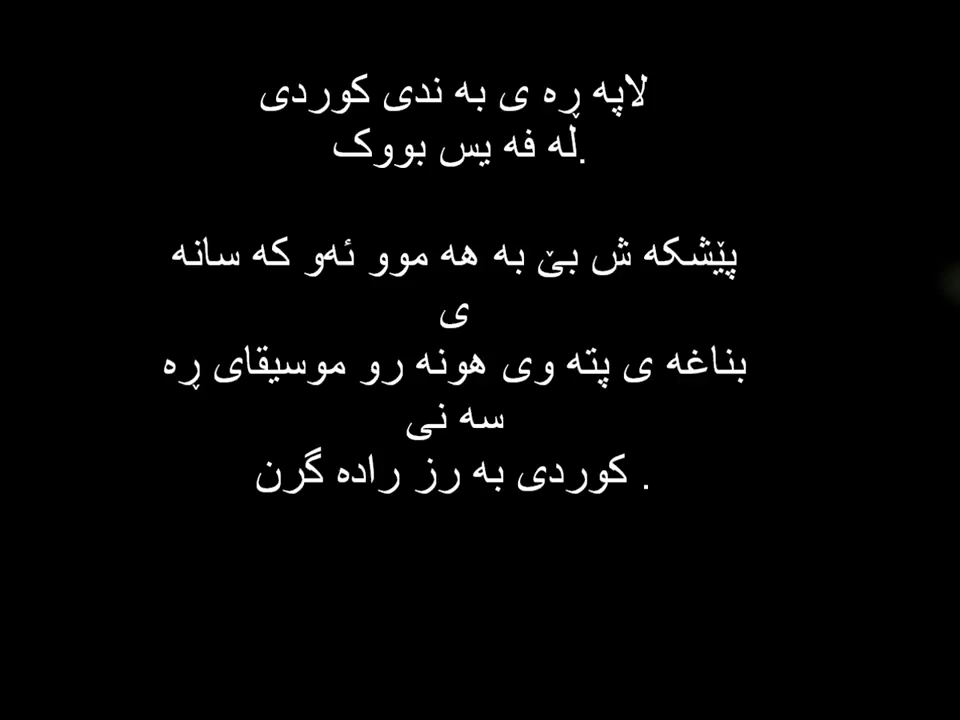 لاپه ڕه ی به ندی کوردی
له فه یس بووک.
پێشکه ش بێ به هه موو ئەو که سانه
ی
بناغه ی پته وی هونه رو موسیقای ڕه
سه نی
کوردی به رز راده گرن .